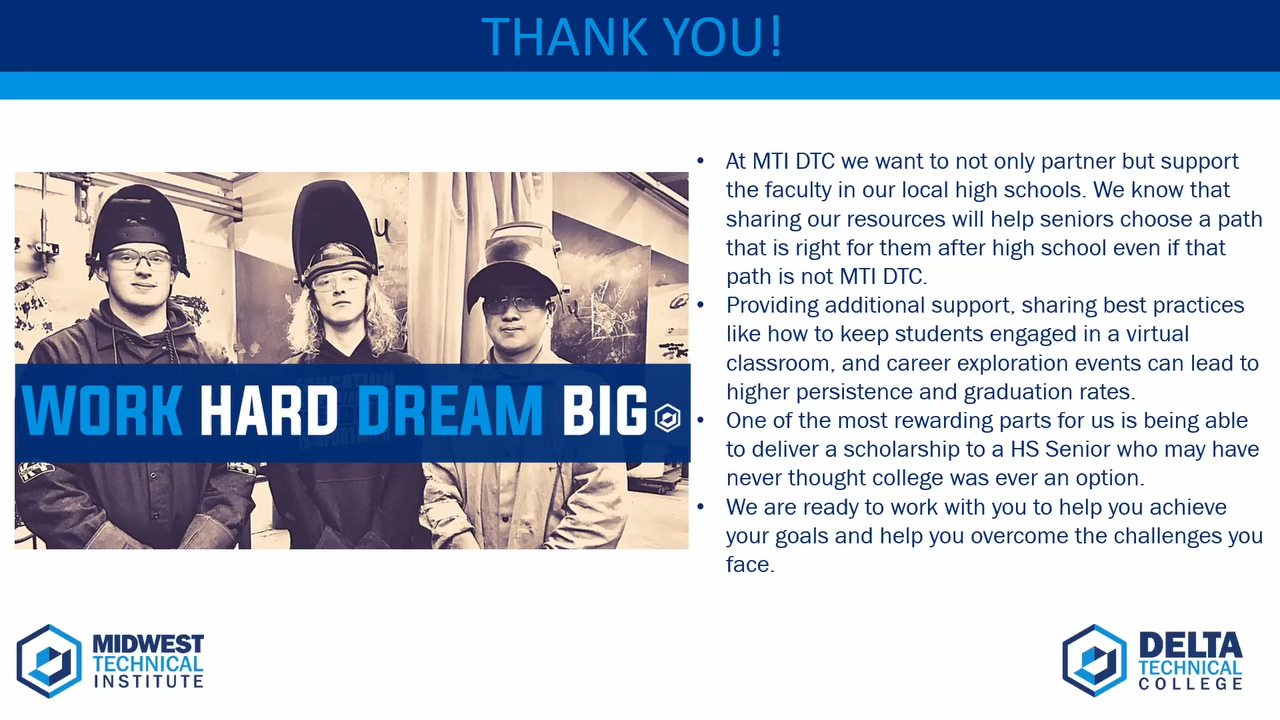 THANK YOU!
WORK HARD DREAM BIG
• At MTI DTC we want to not only partner but support
the faculty in our local high schools. We know that
sharing our resources will help seniors choose a path
that is right for them after high school even if that
path is not MTI DTC.
• Providing additional support, sharing best practices
like how to keep students engaged in a virtual
classroom, and career exploration events can lead to
higher persistence and graduation rates.
• One of the most rewarding parts for us is being able
to deliver a scholarship to a HS Senior who may have
never thought college was ever an option.
• We are ready to work with you to help you achieve
your goals and help you overcome the challenges you
face.
MIDWEST
TECHNICAL
INSTITUTE
DELTA
TECHNICAL
COLLEGE